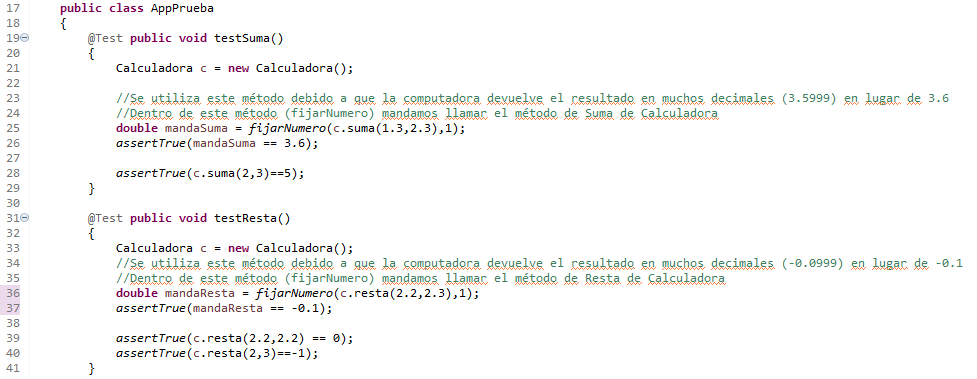 17 public class AppPrueba
18 {
19 @Test public void testSuma()
20 {
21 Calculadora c = new Calculadora();
22
23 //Se utiliza este método debido a que la computadora devuelve el resultado en muchos decimales (3.5999) en lugar de 3.6
24 //Dentro de este método (fijarNumero) mandamos llamar el método de Suma de Calculadora
25 double mandaSuma = fijarNumero(c.suma(1.3,2.3),1);
26 assertTrue(mandaSuma == 3.6);
27
28 assertTrue(c.suma(2,3)==5);
29 }
30
31 @Test public void testResta()
32 {
33 Calculadora c = new Calculadora();
34 //Se utiliza este método debido a que la computadora devuelve el resultado en muchos decimales (-0.0999) en lugar de -0.1
35 //Dentro de este método (fijarNumero) mandamos llamar el método de Resta de Calculadora
36 double mandaResta = fijarNumero(c.resta(2.2,2.3),1);
37 assertTrue(mandaResta == -0.1);
38
39 assertTrue(c.resta(2.2,2.2) == 0);
40 assertTrue(c.resta(2,3)==-1);
41 }